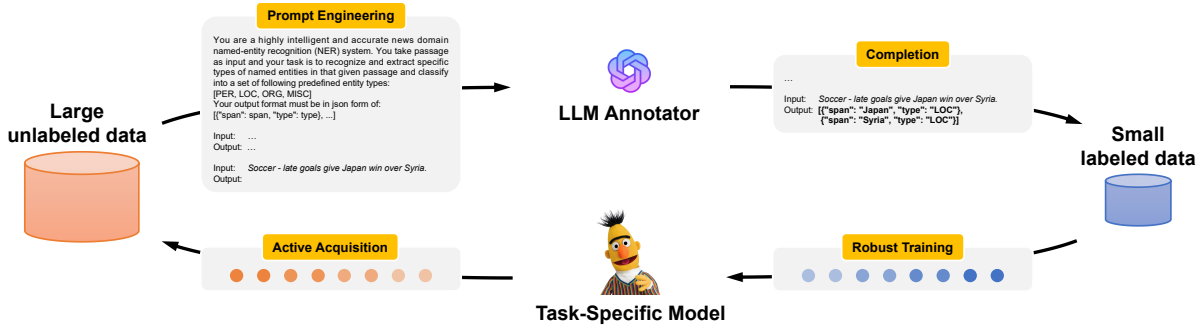 Prompt Engineering
You are a highly intelligent and accurate news domain
named-entity recognition (NER) system. You take passage
as input and your task is to recognize and extract specific
types of named entities in that given passage and classify
into a set of following predefined entity types:
[PER, LOC, ORG, MISC]
Your output format must be in json form of:
[{"span": span, "type": type}, ...]
Input: ...
Output: ...
Input: Soccer - late goals give Japan win over Syria.
Output:
Large
unlabeled data
LLM Annotator
Completion
...
Input: Soccer - late goals give Japan win over Syria.
Output: [{"span": "Japan", "type": "LOC"},
{"span": "Syria", "type": "LOC"}]
Small
labeled data
Active Acquisition
Robust Training
Task-Specific Model